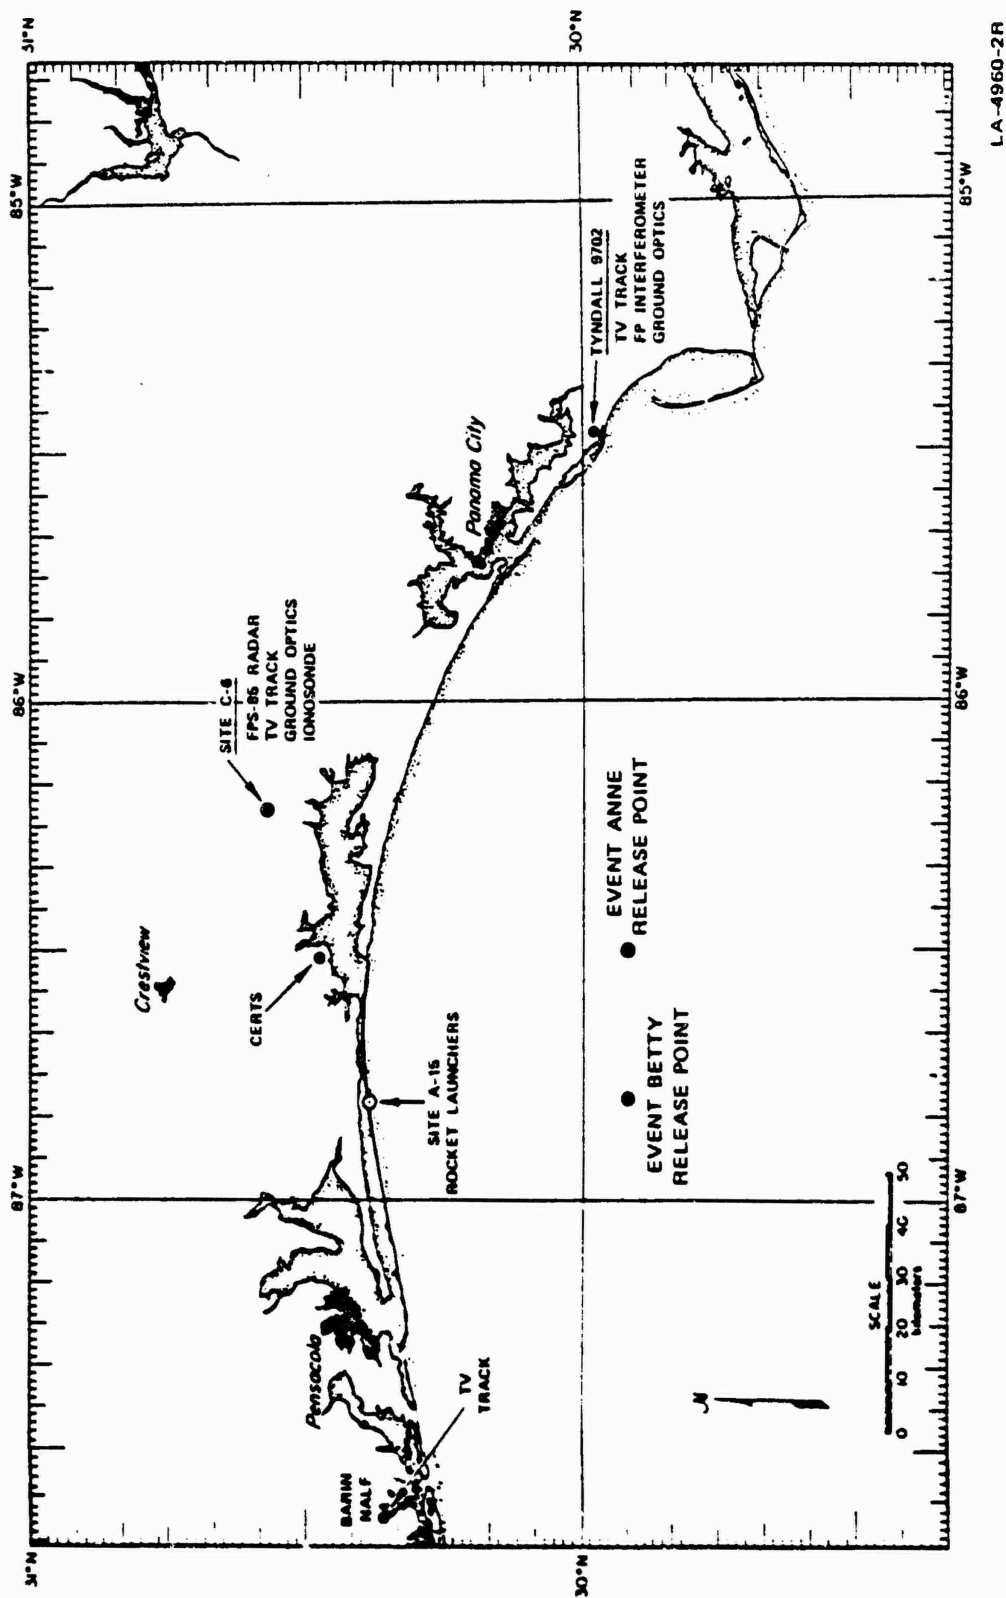 87°W
86°W
85°W
31°N
31°N
Crestview
SITE C-6
FPS-85 RADAR
TV TRACK
GROUND OPTICS
IONOSONDE
CERTS
Pensacola
BARIN
NALF
TV
TRACK
SITE A-15
ROCKET LAUNCHERS
Panama City
TYNDALL 9702
TV TRACK
FP INTERFEROMETER
GROUND OPTICS
30°N
30°N
EVENT BETTY
RELEASE POINT
EVENT ANNE
RELEASE POINT
N
SCALE
0 10 20 30 40 50
kilometers
87°W
86°W
85°W
LA-4960-2R